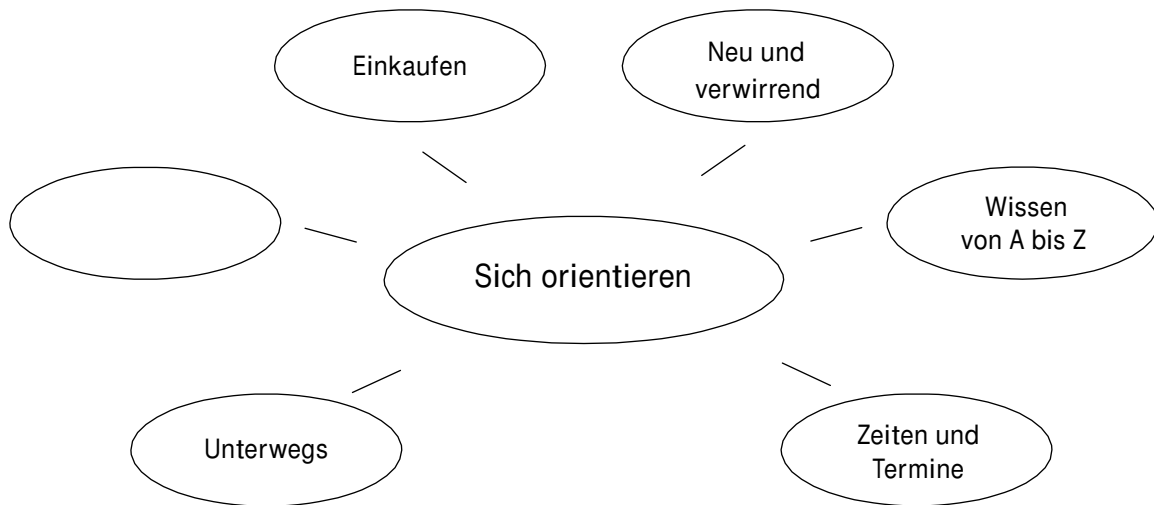 Einkaufen
Neu und
verwirrend
Wissen
von A bis Z
Sich orientieren
Unterwegs
Zeiten und
Termine